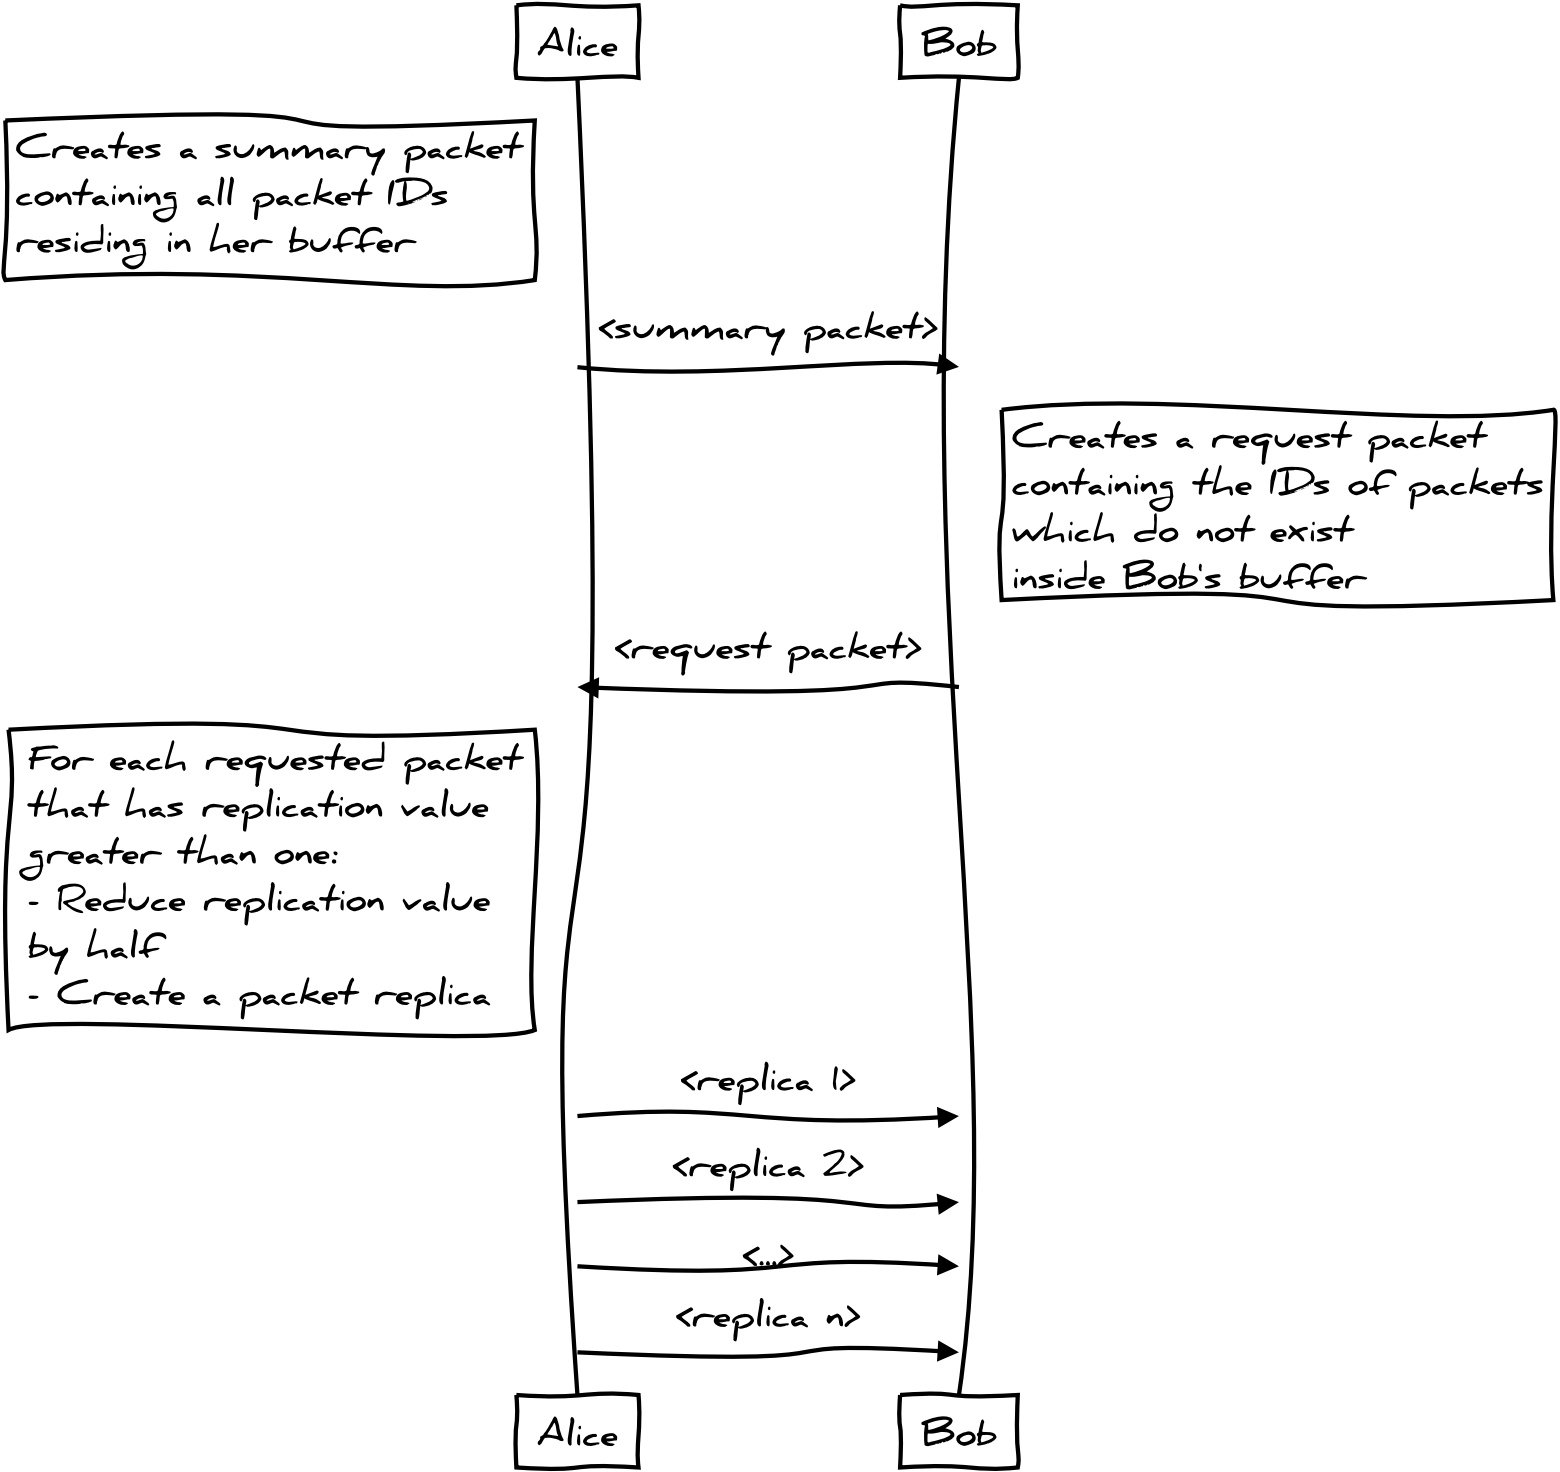 Alice
Bob
Creates a summary packet
containing all packet IDs
residing in her buffer
<summary packet>
Creates a request packet
containing the IDs of packets
which do not exist
inside Bob's buffer
<request packet>
For each requested packet
that has replication value
greater than one:
- Reduce replication value
by half
- Create a packet replica
<replica 1>
<replica 2>
<...>
<replica n>
Alice
Bob